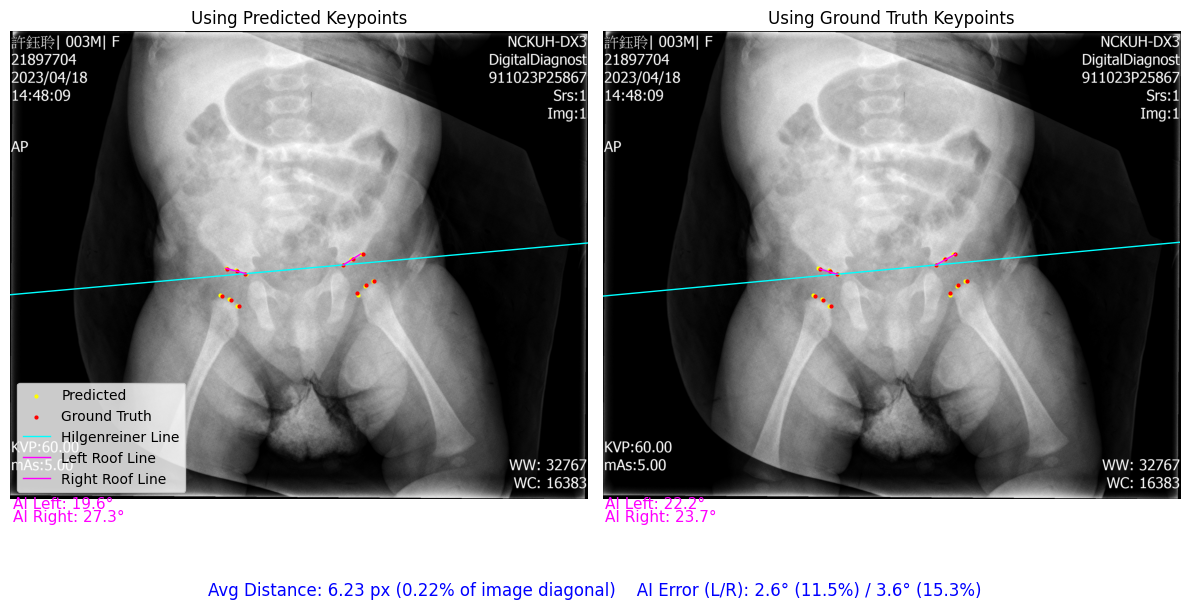 Using Predicted Keypoints
許鈺聆| 003M| F
21897704
2023/04/18
14:48:09
AP
NCKUH-DX3
DigitalDiagnost
911023P25867
Srs:1
Img:1
Predicted
Ground Truth
Hilgenreiner Line
Left Roof Line
Right Roof Line
KVP:60.00
mAs:5.00
WW: 32767
WC: 16383
AI Left: 19.6°
AI Right: 27.3°
Using Ground Truth Keypoints
許鈺聆| 003M| F
21897704
2023/04/18
14:48:09
AP
NCKUH-DX3
DigitalDiagnost
911023P25867
Srs:1
Img:1
KVP:60.00
mAs:5.00
WW: 32767
WC: 16383
AI Left: 22.2°
AI Right: 23.7°
Avg Distance: 6.23 px (0.22% of image diagonal)    AI Error (L/R): 2.6° (11.5%) / 3.6° (15.3%)